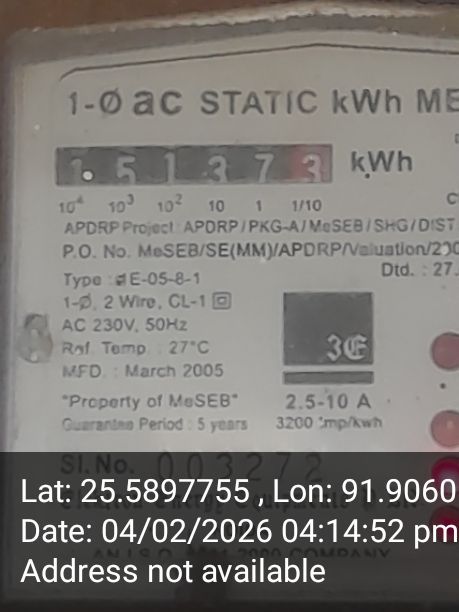 1-Ø ac STATIC kWh ME
1 5 1 3 7 3 kWh
10⁴ 10³ 10² 10 1 1/10
APDRP Project : APDRP / PKG-A / MeSEB / SHG / DIST
P.O. No. MeSEB/SE(MM)/APDRP/Valuation/200
Dtd. : 27.
Type : E-05-8-1
1-Ø, 2 Wire, CL-1
AC 230V, 50Hz
Ref. Temp. : 27°C
MFD. : March 2005
"Property of MeSEB"
Guarantee Period : 5 years
2.5-10 A
3200 imp/kwh
Sl. No. 003272
Lat: 25.5897755 , Lon: 91.9060
Date: 04/02/2026 04:14:52 pm
COMPANY
Address not available